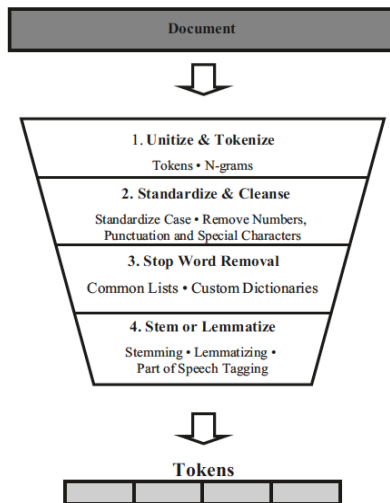 Document
1. Unitize & Tokenize
Tokens • N-grams
2. Standardize & Cleanse
Standardize Case • Remove Numbers,
Punctuation and Special Characters
3. Stop Word Removal
Common Lists • Custom Dictionaries
4. Stem or Lemmatize
Stemming • Lemmatizing •
Part of Speech Tagging
Tokens